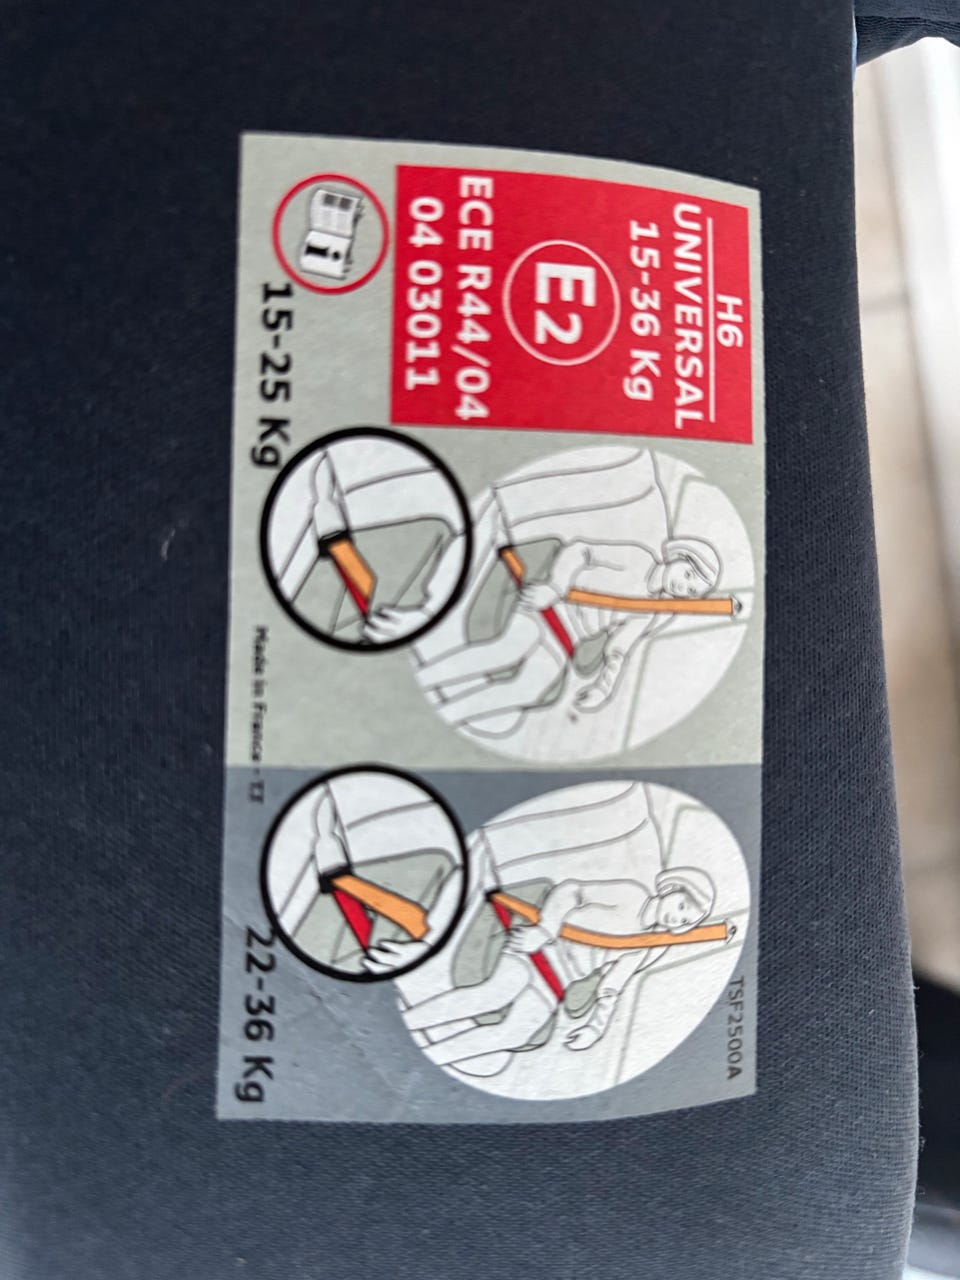 H6
UNIVERSAL
15-36 Kg
E2
ECE R44/04
04 03011
i
15-25 Kg
Made in France - ET
TSF2500A
22-36 Kg